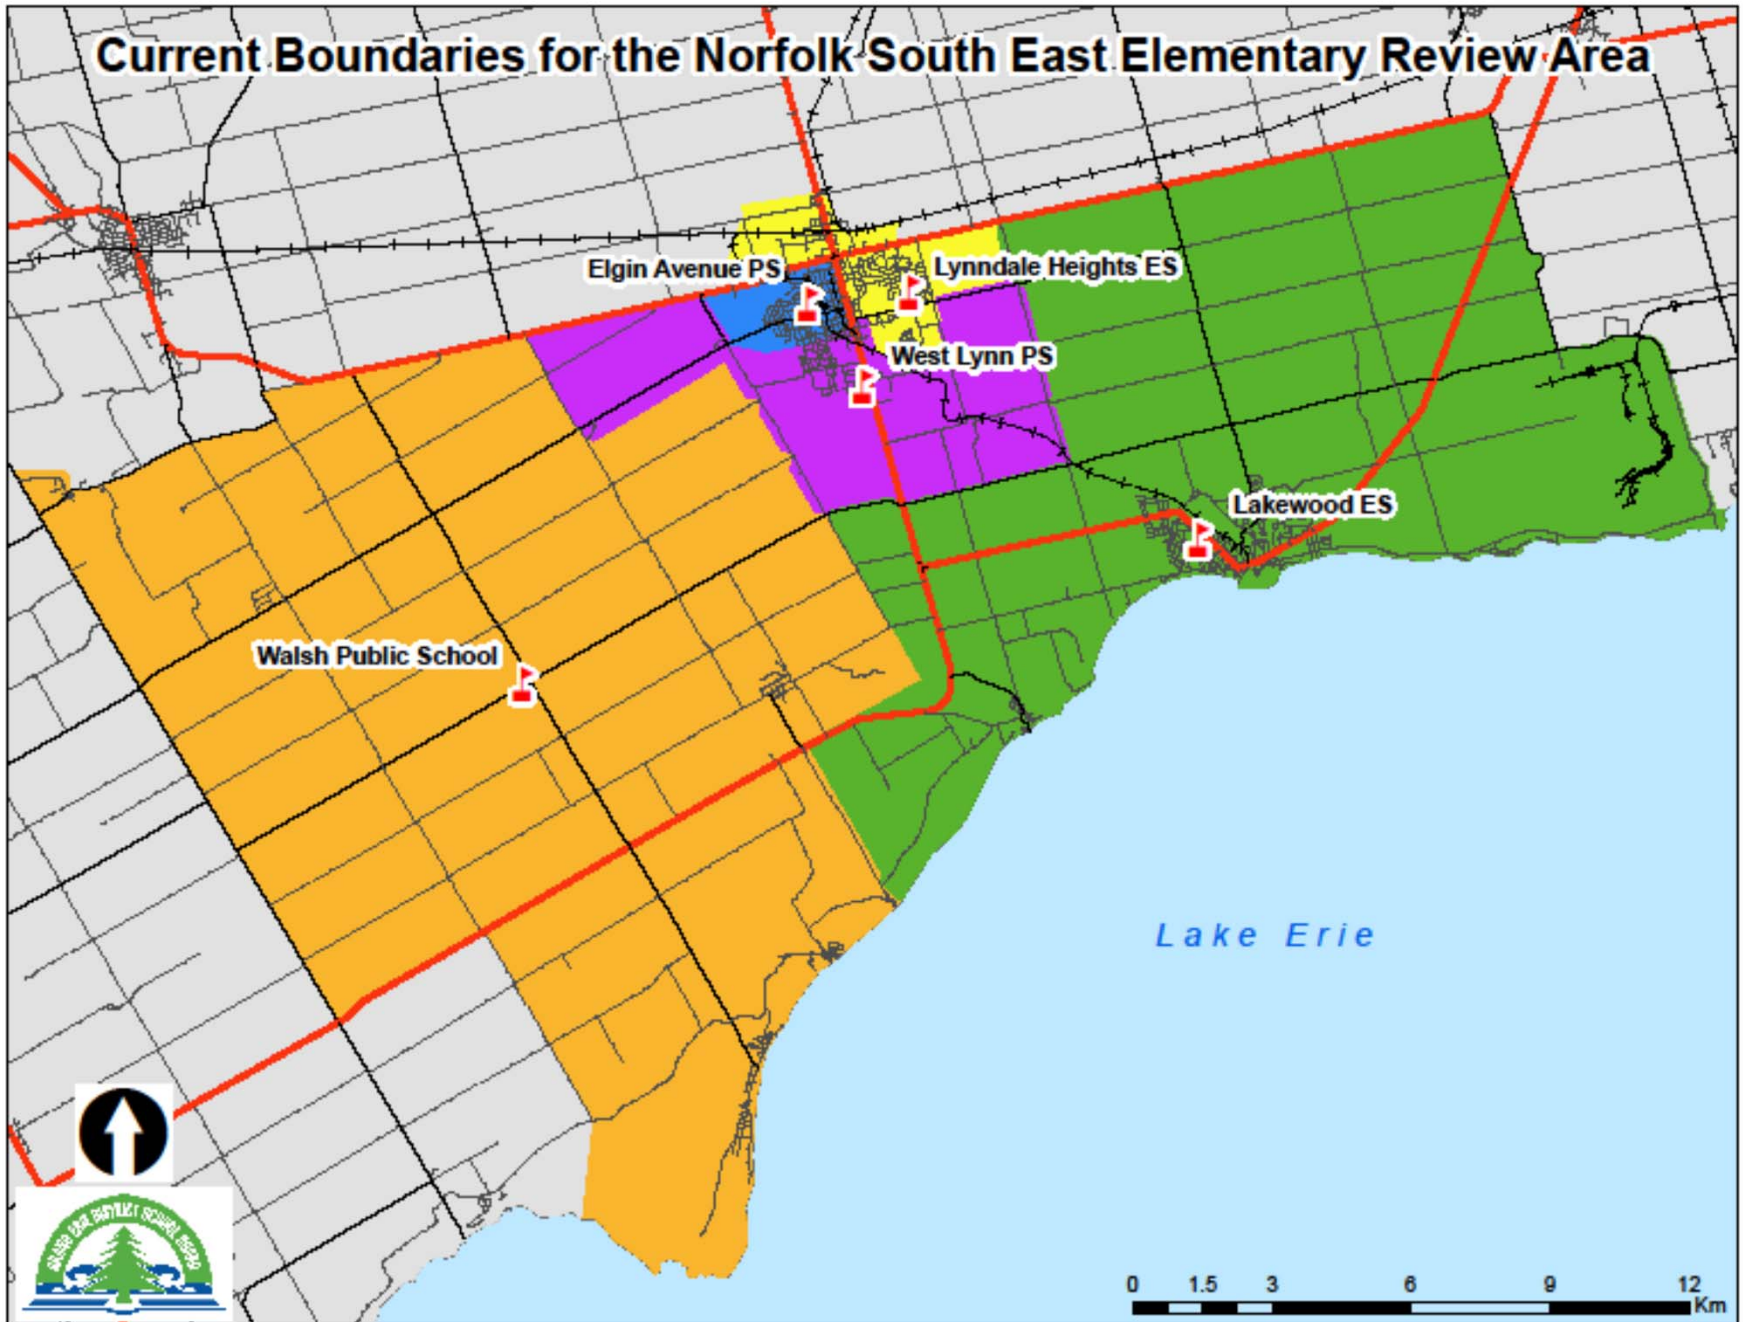 Current Boundaries for the Norfolk South East Elementary Review Area
Elgin Avenue PS
Lynndale Heights ES
West Lynn PS
Lakewood ES
Walsh Public School
Lake Erie
0 1.5 3 6 9 12
Km